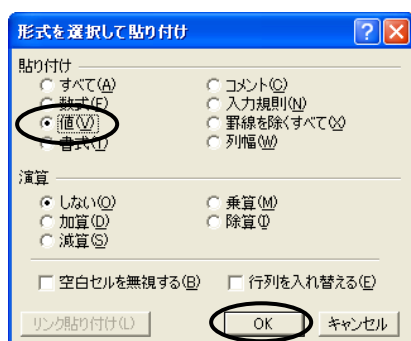 形式を選択して貼り付け
貼り付け
すべて(A) コメント(C)
数式(F) 入力規則(N)
値(V) 罫線を除くすべて(X)
書式(T) 列幅(W)
演算
しない(O) 乗算(M)
加算(D) 除算(I)
減算(S)
空白セルを無視する(B) 行列を入れ替える(E)
リンク貼り付け(L) OK キャンセル